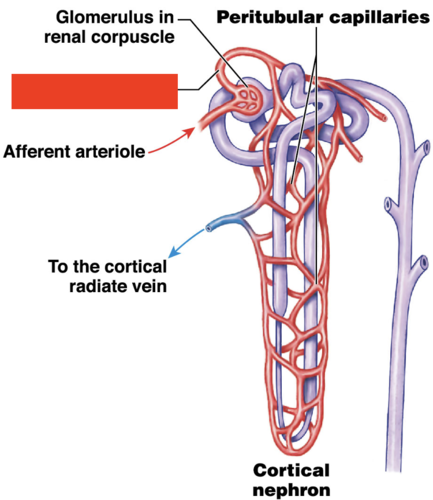 Glomerulus in
renal corpuscle
Peritubular capillaries
Afferent arteriole
To the cortical
radiate vein
Cortical
nephron